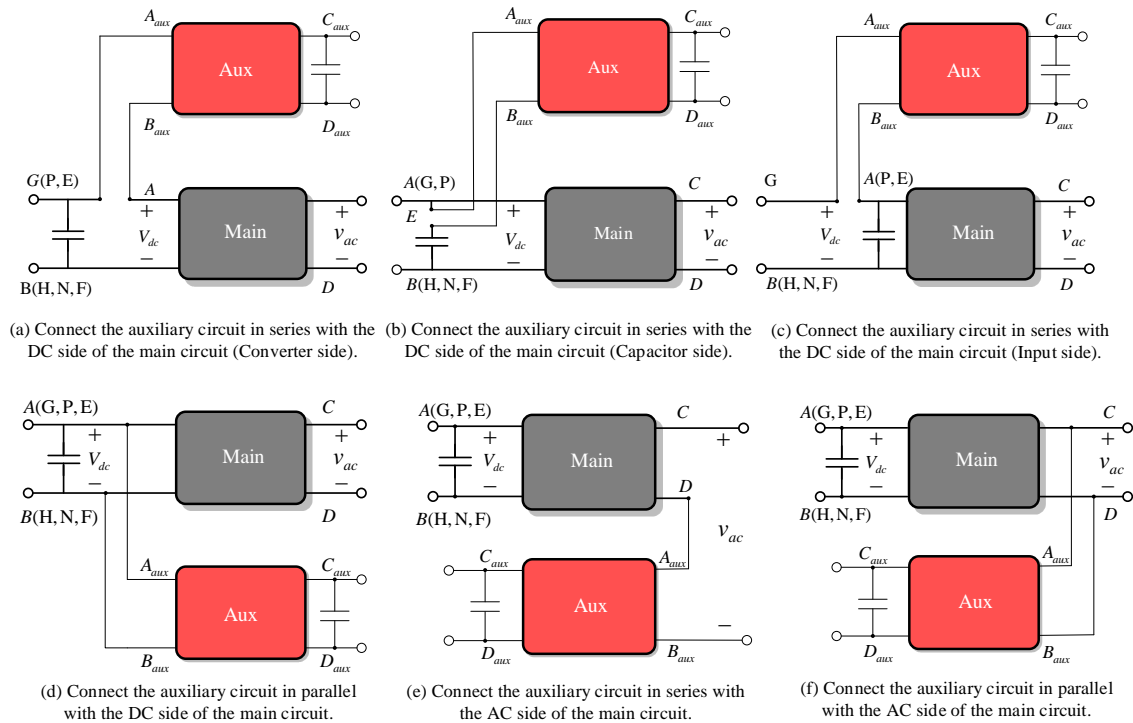 A_aux
C_aux
Aux
B_aux
D_aux
G(P, E)
A
C
+
V_dc
−
Main
+
v_ac
−
B(H, N, F)
D
(a) Connect the auxiliary circuit in series with the
DC side of the main circuit (Converter side).
A_aux
C_aux
Aux
B_aux
D_aux
A(G, P)
C
E
+
V_dc
−
Main
+
v_ac
−
B(H, N, F)
D
(b) Connect the auxiliary circuit in series with the
DC side of the main circuit (Capacitor side).
A_aux
C_aux
Aux
B_aux
D_aux
G
A(P, E)
C
+
V_dc
−
Main
+
v_ac
−
B(H, N, F)
D
(c) Connect the auxiliary circuit in series with
the DC side of the main circuit (Input side).
A(G, P, E)
C
+
V_dc
−
Main
+
v_ac
−
B(H, N, F)
D
A_aux
C_aux
Aux
B_aux
D_aux
(d) Connect the auxiliary circuit in parallel
with the DC side of the main circuit.
A(G, P, E)
C
+
V_dc
−
Main
+
D
B(H, N, F)
v_ac
C_aux
A_aux
Aux
−
D_aux
B_aux
(e) Connect the auxiliary circuit in series with
the AC side of the main circuit.
A(G, P, E)
C
+
V_dc
−
Main
+
v_ac
−
B(H, N, F)
D
C_aux
A_aux
Aux
D_aux
B_aux
(f) Connect the auxiliary circuit in parallel
with the AC side of the main circuit.